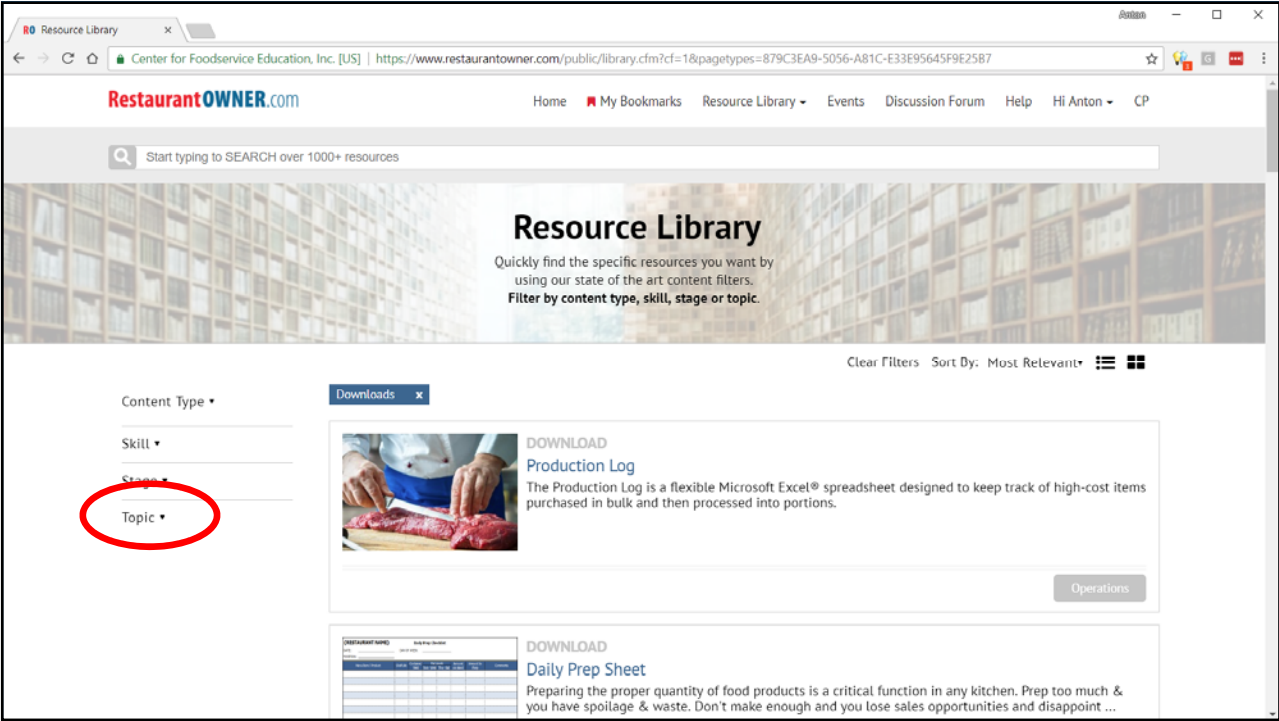 Anton
RO Resource Library
Center for Foodservice Education, Inc. [US] | https://www.restaurantowner.com/public/library.cfm?cf=1&pagetypes=879C3EA9-5056-A81C-E33E95645F9E25B7
RestaurantOWNER.com
Home My Bookmarks Resource Library Events Discussion Forum Help Hi Anton CP
Start typing to SEARCH over 1000+ resources
Resource Library
Quickly find the specific resources you want by
using our state of the art content filters.
Filter by content type, skill, stage or topic.
Clear Filters Sort By: Most Relevant
Downloads x
Content Type
Skill
Stage
Topic
DOWNLOAD
Production Log
The Production Log is a flexible Microsoft Excel® spreadsheet designed to keep track of high-cost items
purchased in bulk and then processed into portions.
Operations
[RESTAURANT NAME] Daily Prep Checklist
DOWNLOAD
Daily Prep Sheet
Preparing the proper quantity of food products is a critical function in any kitchen. Prep too much &
you have spoilage & waste. Don't make enough and you lose sales opportunities and disappoint ...